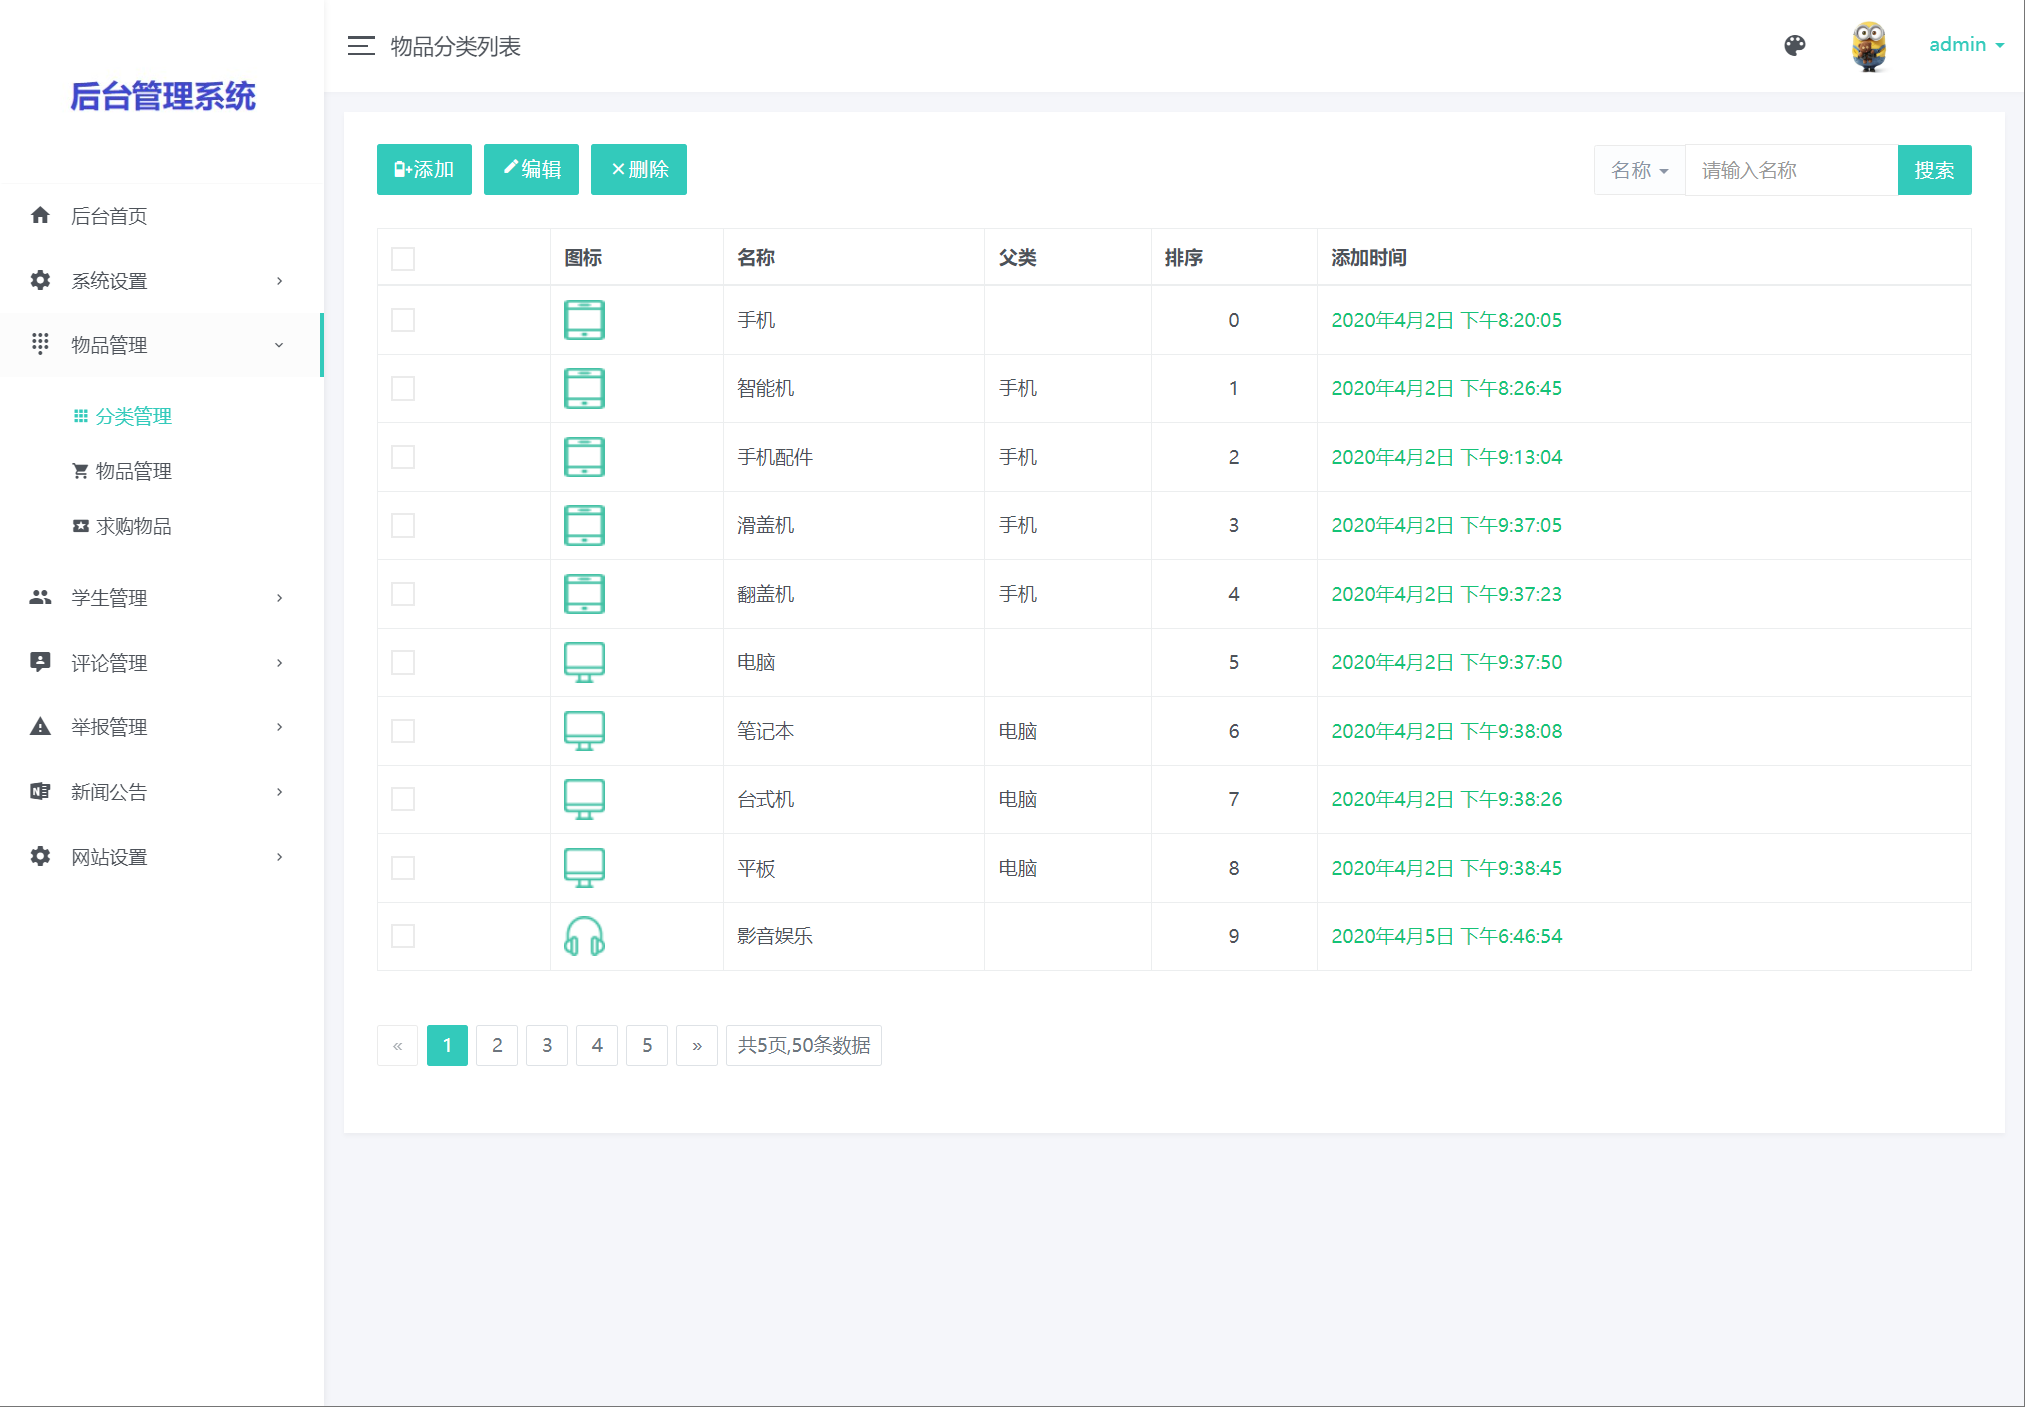 后台管理系统
后台首页
系统设置
物品管理
分类管理
物品管理
求购物品
学生管理
评论管理
举报管理
新闻公告
网站设置
物品分类列表
admin
添加 编辑 ×删除
名称 请输入名称 搜索
图标 名称 父类 排序 添加时间
手机 0 2020年4月2日 下午8:20:05
智能机 手机 1 2020年4月2日 下午8:26:45
手机配件 手机 2 2020年4月2日 下午9:13:04
滑盖机 手机 3 2020年4月2日 下午9:37:05
翻盖机 手机 4 2020年4月2日 下午9:37:23
电脑 5 2020年4月2日 下午9:37:50
笔记本 电脑 6 2020年4月2日 下午9:38:08
台式机 电脑 7 2020年4月2日 下午9:38:26
平板 电脑 8 2020年4月2日 下午9:38:45
影音娱乐 9 2020年4月5日 下午6:46:54
« 1 2 3 4 5 » 共5页,50条数据